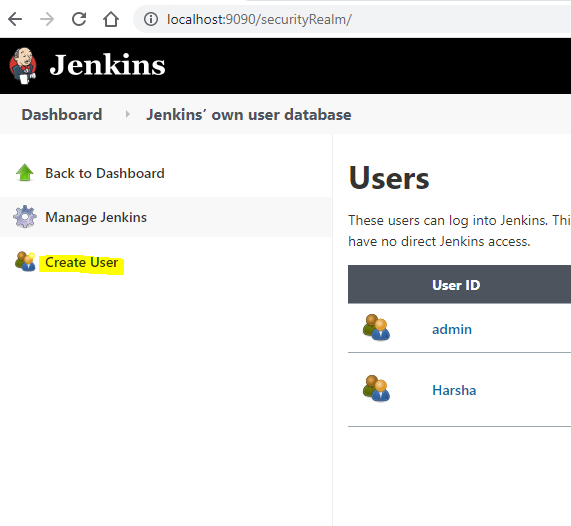 localhost:9090/securityRealm/
Jenkins
Dashboard Jenkins' own user database
Back to Dashboard
Manage Jenkins
Create User
Users
These users can log into Jenkins. Thi
have no direct Jenkins access.
User ID
admin
Harsha